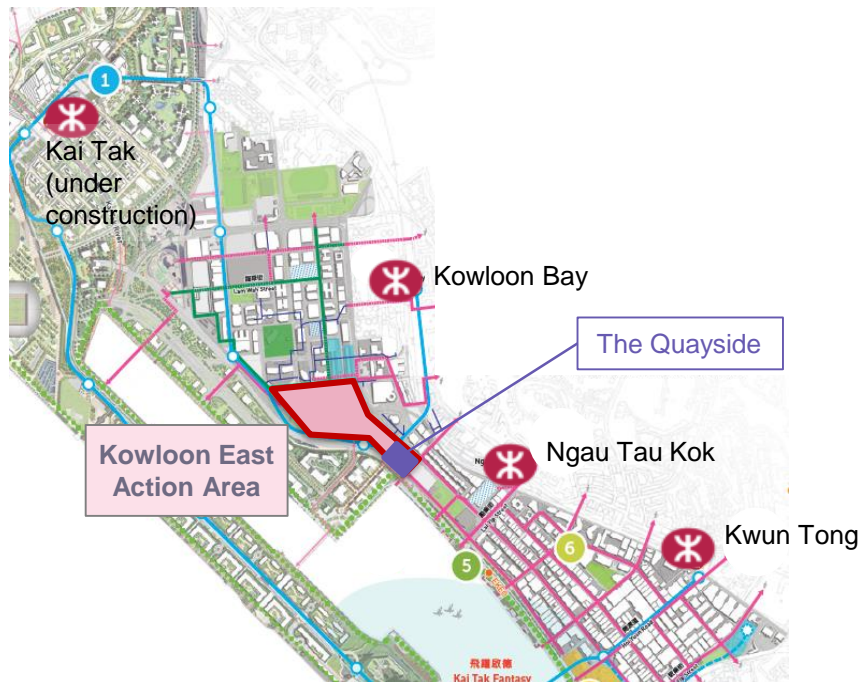 1
Kai Tak
(under
construction)
Kowloon Bay
Lam Wah Street
The Quayside
Kowloon East
Action Area
Ngau Tau Kok
Kwun Tong
6
5
飛躍啟德
Kai Tak Fantasy